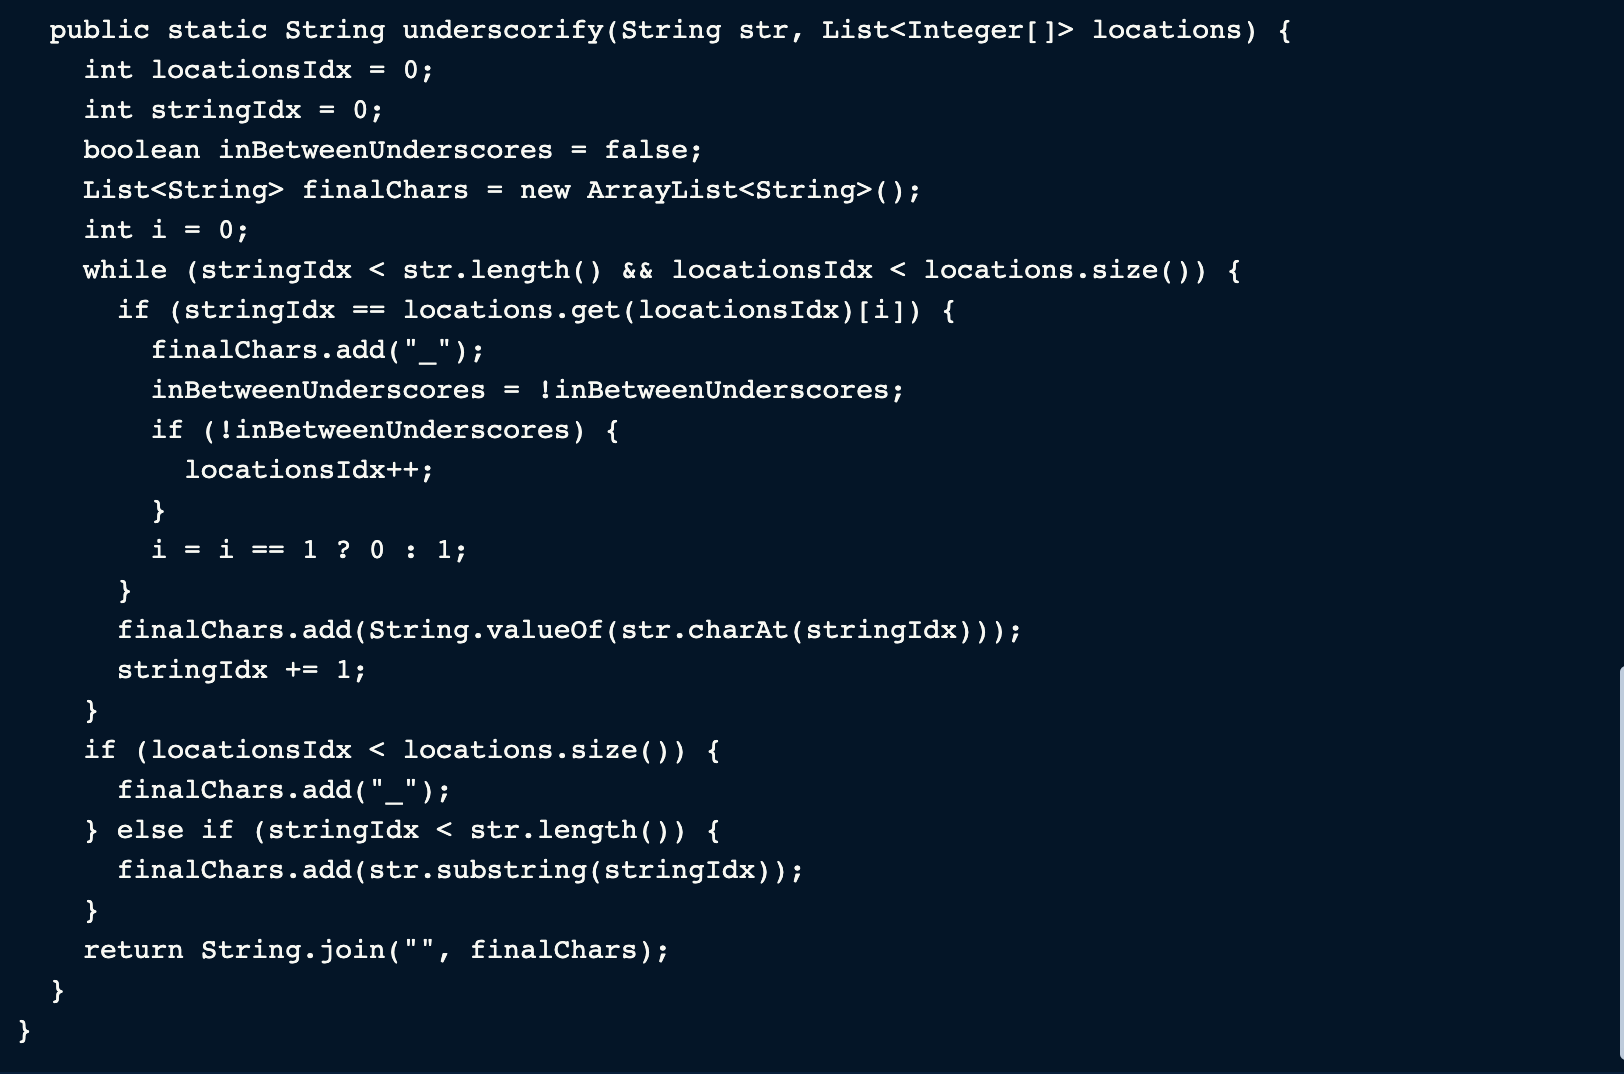 public static String underscorify(String str, List<Integer[]> locations) {
int locationsIdx = 0;
int stringIdx = 0;
boolean inBetweenUnderscores = false;
List<String> finalChars = new ArrayList<String>();
int i = 0;
while (stringIdx < str.length() && locationsIdx < locations.size()) {
if (stringIdx == locations.get(locationsIdx)[i]) {
finalChars.add("_");
inBetweenUnderscores = !inBetweenUnderscores;
if (!inBetweenUnderscores) {
locationsIdx++;
}
i = i == 1 ? 0 : 1;
}
finalChars.add(String.valueOf(str.charAt(stringIdx)));
stringIdx += 1;
}
if (locationsIdx < locations.size()) {
finalChars.add("_");
} else if (stringIdx < str.length()) {
finalChars.add(str.substring(stringIdx));
}
return String.join("", finalChars);
}
}